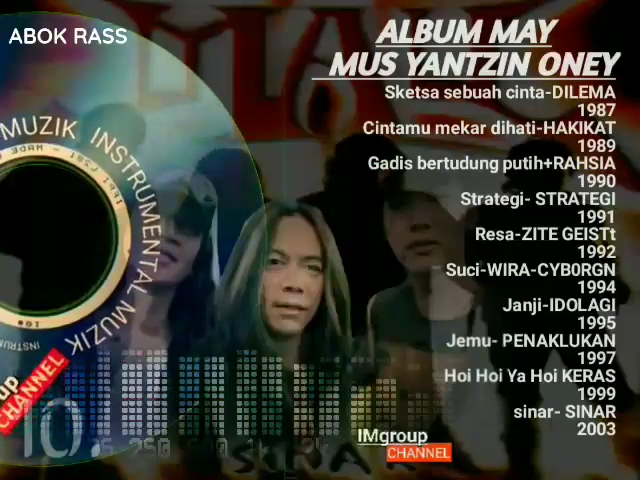 ABOK RASS
ALBUM MAY
MUS YANTZIN ONEY
Sketsa sebuah cinta-DILEMA
1987
Cintamu mekar dihati-HAKIKAT
1989
Gadis bertudung putih+RAHSIA
1990
Strategi- STRATEGI
1991
Resa-ZITE GEISTt
1992
Suci-WIRA-CYB0RGN
1994
Janji-IDOLAGI
1995
Jemu- PENAKLUKAN
1997
Hoi Hoi Ya Hoi KERAS
1999
sinar- SINAR
2003
MUZIK INSTRUMENTAL MUZIK
IMgroup
CHANNEL
CHANNEL